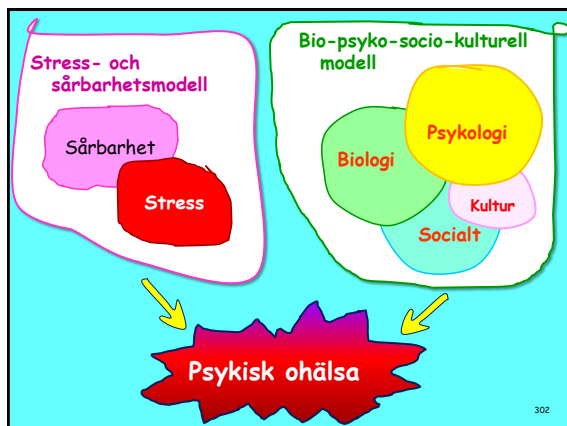 Stress- och
sårbarhetsmodell
Sårbarhet
Stress
Bio-psyko-socio-kulturell
modell
Psykologi
Biologi
Kultur
Socialt
Psykisk ohälsa
302